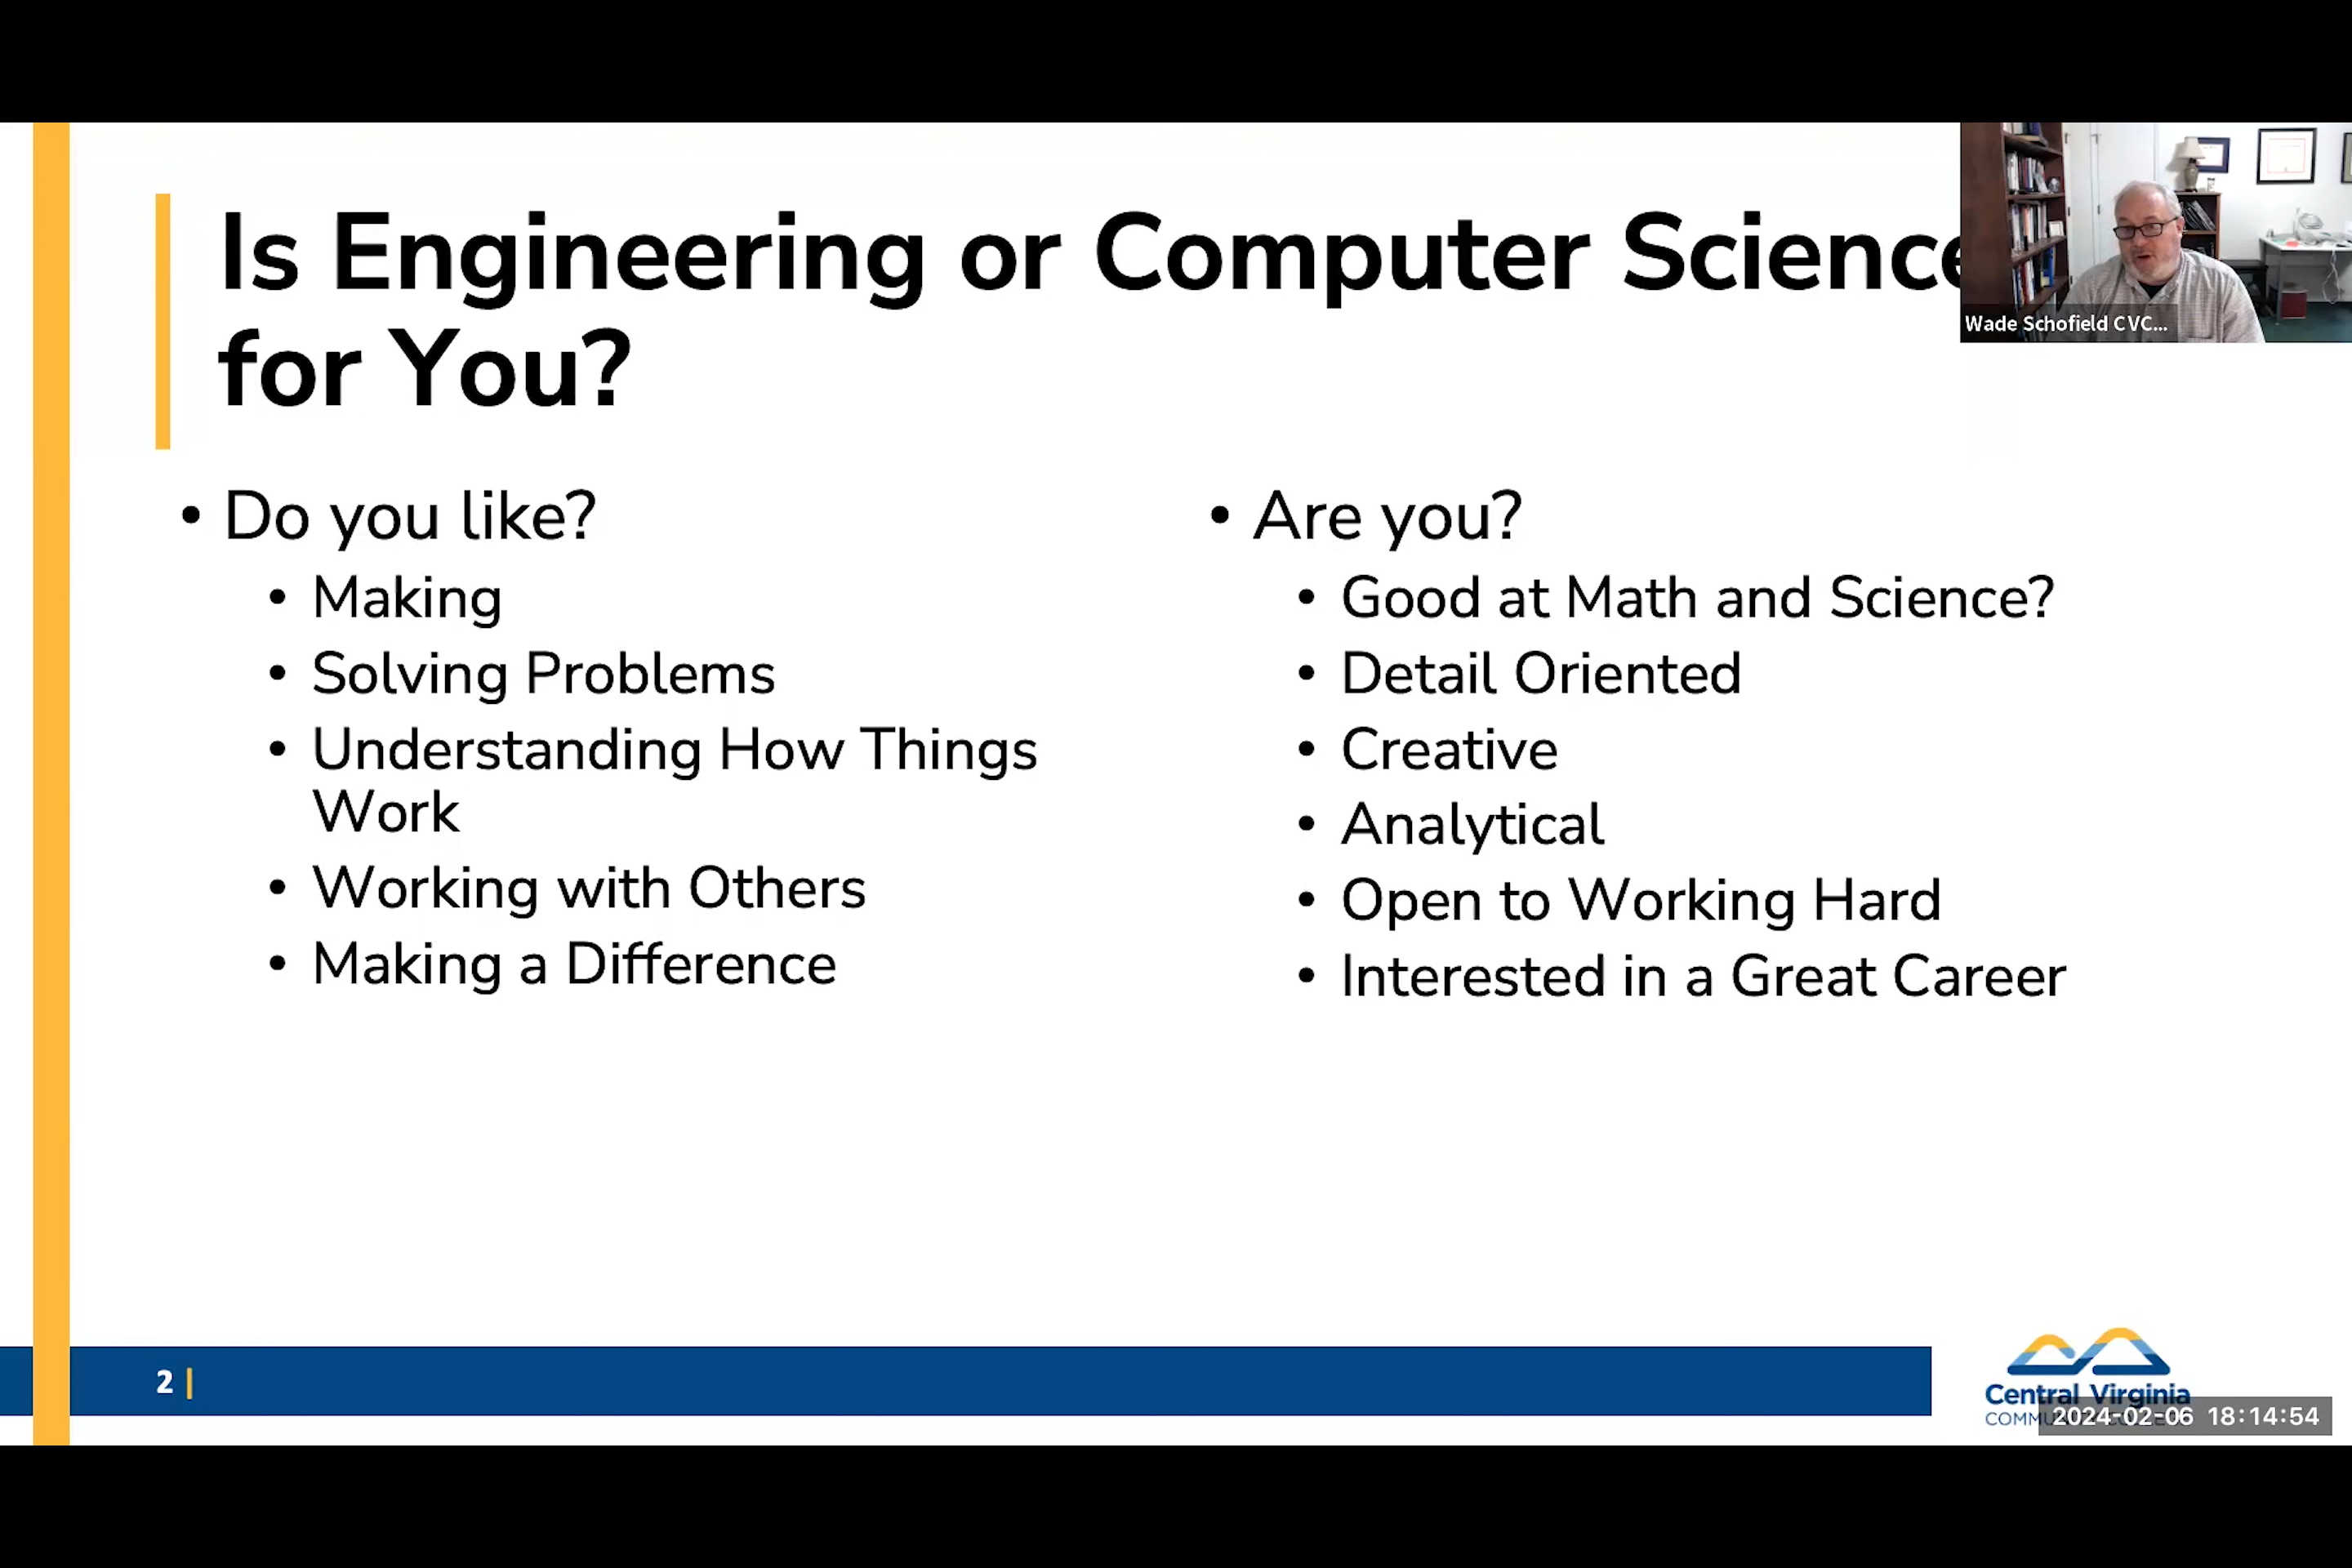 Is Engineering or Computer Science
for You?
Wade Schofield CVC...
• Do you like?
• Making
• Solving Problems
• Understanding How Things
Work
• Working with Others
• Making a Difference
• Are you?
• Good at Math and Science?
• Detail Oriented
• Creative
• Analytical
• Open to Working Hard
• Interested in a Great Career
2 |
Central Virginia
2024-02-06 18:14:54